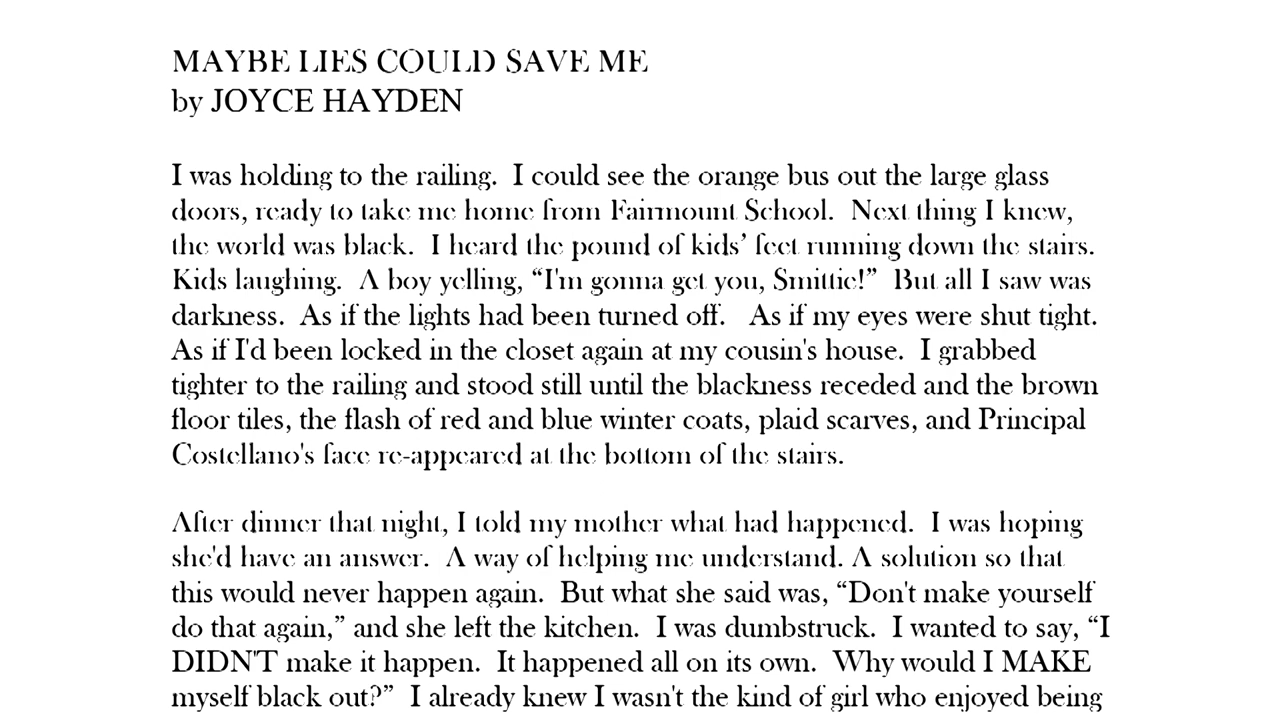 MAYBE LIES COULD SAVE ME
by JOYCE HAYDEN
I was holding to the railing.  I could see the orange bus out the large glass
doors, ready to take me home from Fairmount School.  Next thing I knew,
the world was black.  I heard the pound of kids’ feet running down the stairs.
Kids laughing.  A boy yelling, “I'm gonna get you, Smittie!”  But all I saw was
darkness.  As if the lights had been turned off.   As if my eyes were shut tight.
As if I'd been locked in the closet again at my cousin's house.  I grabbed
tighter to the railing and stood still until the blackness receded and the brown
floor tiles, the flash of red and blue winter coats, plaid scarves, and Principal
Costellano's face re-appeared at the bottom of the stairs.
After dinner that night, I told my mother what had happened.  I was hoping
she'd have an answer.  A way of helping me understand. A solution so that
this would never happen again.  But what she said was, “Don't make yourself
do that again,” and she left the kitchen.  I was dumbstruck.  I wanted to say, “I
DIDN'T make it happen.  It happened all on its own.  Why would I MAKE
myself black out?”  I already knew I wasn't the kind of girl who enjoyed being